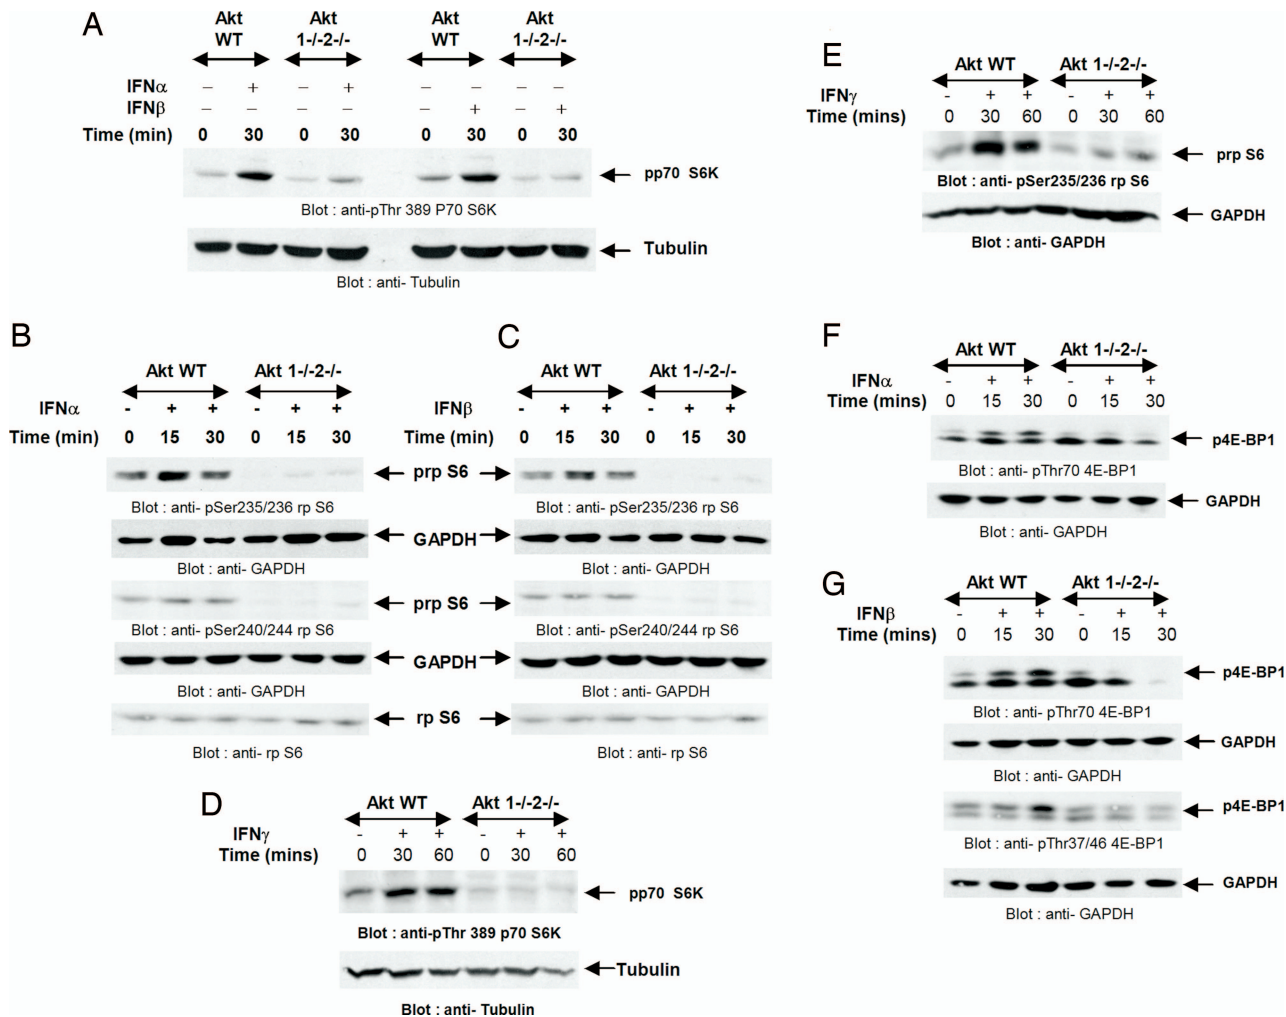 A
Akt WT Akt 1-/-2-/- Akt WT Akt 1-/-2-/-
IFNα – + – + – – – –
IFNβ – – – – – + – +
Time (min) 0 30 0 30 0 30 0 30
pp70 S6K
Blot : anti-pThr 389 P70 S6K
Tubulin
Blot : anti- Tubulin
B
Akt WT Akt 1-/-2-/-
IFNα - + + - + +
Time (min) 0 15 30 0 15 30
prp S6
Blot : anti- pSer235/236 rp S6
GAPDH
Blot : anti- GAPDH
prp S6
Blot : anti- pSer240/244 rp S6
GAPDH
Blot : anti- GAPDH
rp S6
Blot : anti- rp S6
C
Akt WT Akt 1-/-2-/-
IFNβ - + + - + +
Time (min) 0 15 30 0 15 30
Blot : anti- pSer235/236 rp S6
Blot : anti- GAPDH
Blot : anti- pSer240/244 rp S6
Blot : anti- GAPDH
Blot : anti- rp S6
D
Akt WT Akt 1-/-2-/-
IFNγ - + + - + +
Time (mins) 0 30 60 0 30 60
pp70 S6K
Blot : anti-pThr 389 p70 S6K
Tubulin
Blot : anti- Tubulin
E
Akt WT Akt 1-/-2-/-
IFNγ - + + - + +
Time (mins) 0 30 60 0 30 60
prp S6
Blot : anti- pSer235/236 rp S6
GAPDH
Blot : anti- GAPDH
F
Akt WT Akt 1-/-2-/-
IFNα - + + - + +
Time (mins) 0 15 30 0 15 30
p4E-BP1
Blot : anti- pThr70 4E-BP1
GAPDH
Blot : anti- GAPDH
G
Akt WT Akt 1-/-2-/-
IFNβ - + + - + +
Time (mins) 0 15 30 0 15 30
p4E-BP1
Blot : anti- pThr70 4E-BP1
GAPDH
Blot : anti- GAPDH
p4E-BP1
Blot : anti- pThr37/46 4E-BP1
GAPDH
Blot : anti- GAPDH